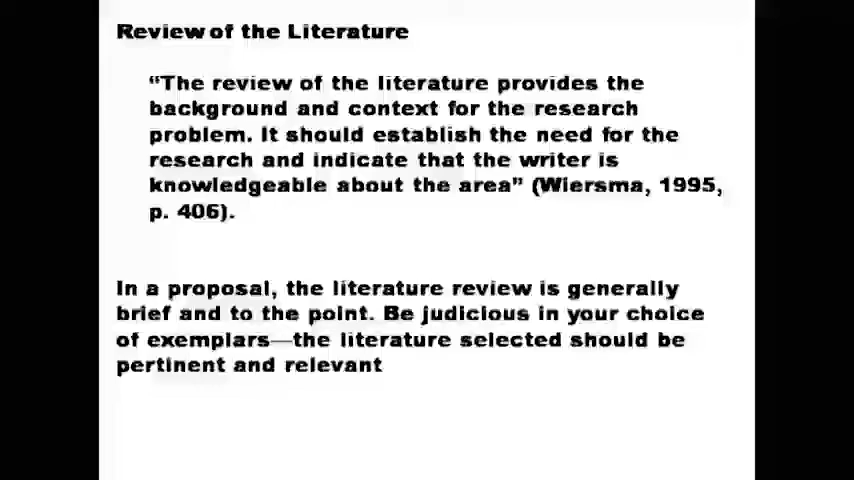 Review of the Literature
“The review of the literature provides the
background and context for the research
problem. It should establish the need for the
research and indicate that the writer is
knowledgeable about the area” (Wiersma, 1995,
p. 406).
In a proposal, the literature review is generally
brief and to the point. Be judicious in your choice
of exemplars—the literature selected should be
pertinent and relevant